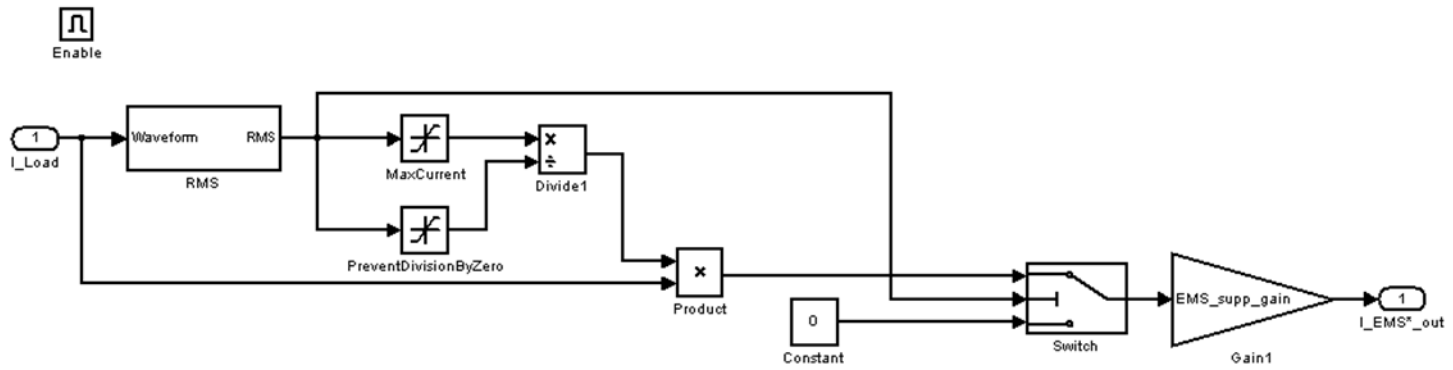 Enable
1
I_Load
Waveform
RMS
RMS
MaxCurrent
PreventDivisionByZero
×
÷
Divide1
×
Product
0
Constant
Switch
EMS_supp_gain
Gain1
1
I_EMS*_out